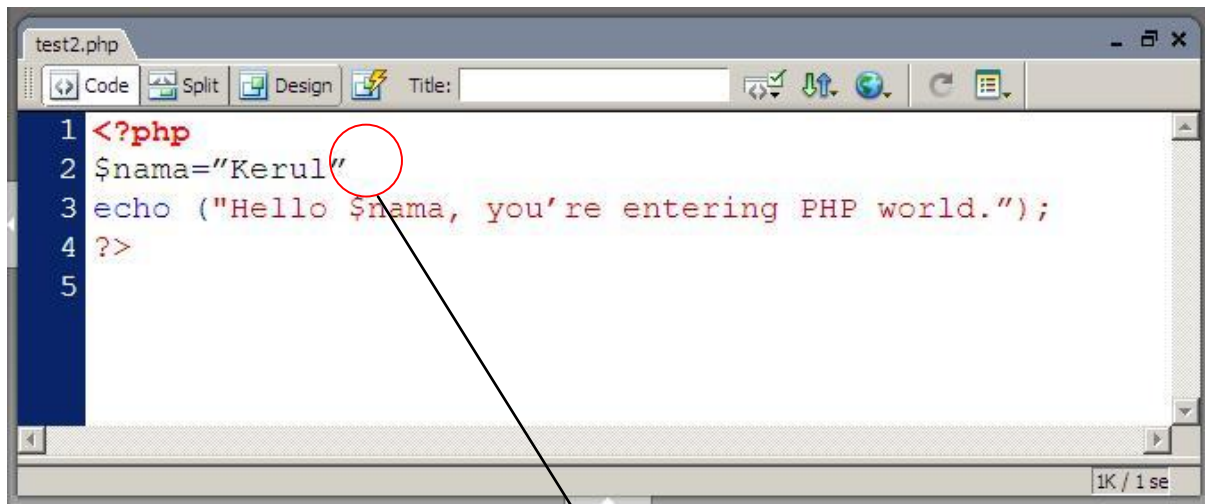 test2.php
Code Split Design Title:
1 <?php
2 $nama=”Kerul”
3 echo ("Hello $nama, you’re entering PHP world.”);
4 ?>
5
1K / 1 se